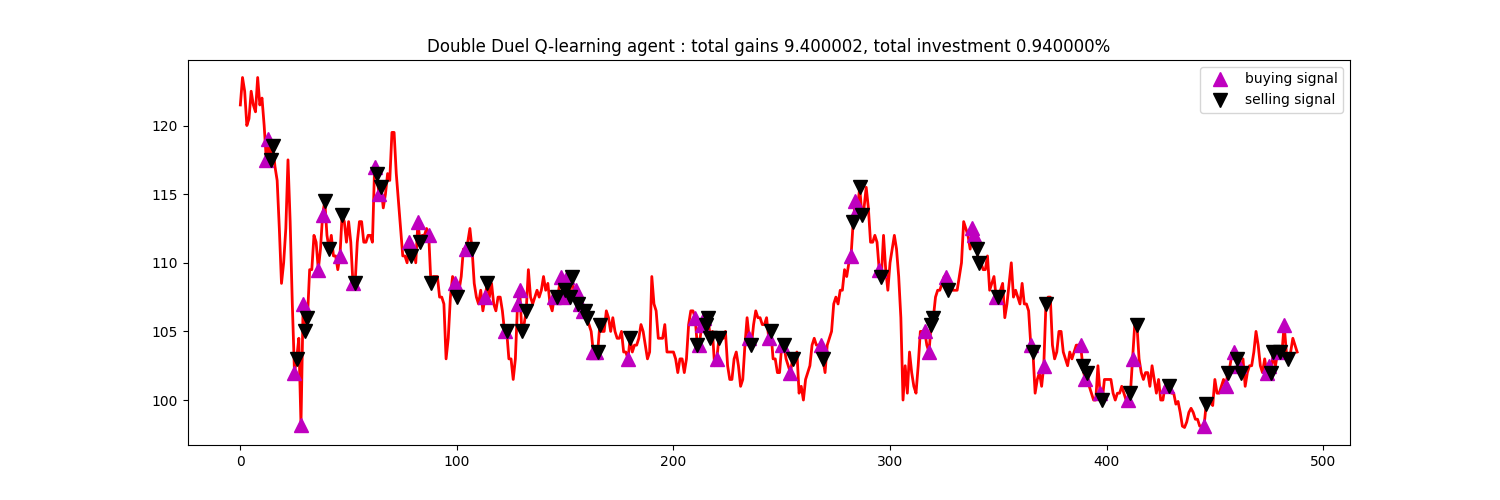 Double Duel Q-learning agent : total gains 9.400002, total investment 0.940000%
buying signal
selling signal
120
115
110
105
100
0 100 200 300 400 500